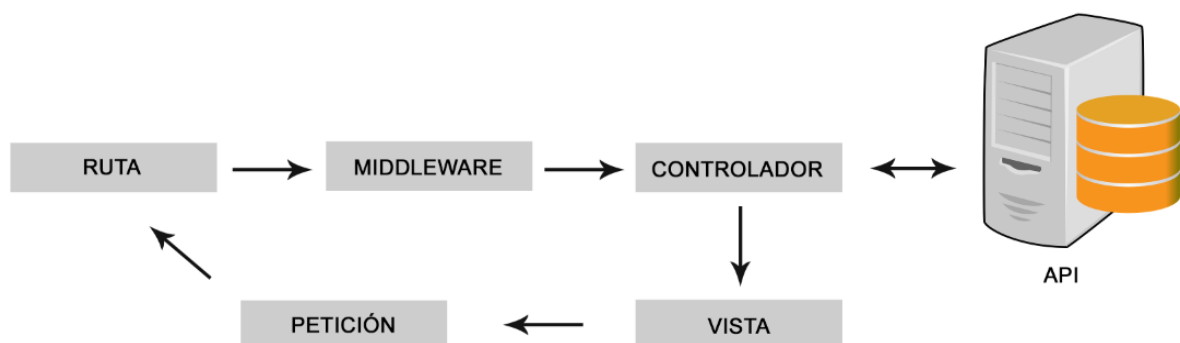 RUTA
MIDDLEWARE
CONTROLADOR
API
PETICIÓN
VISTA